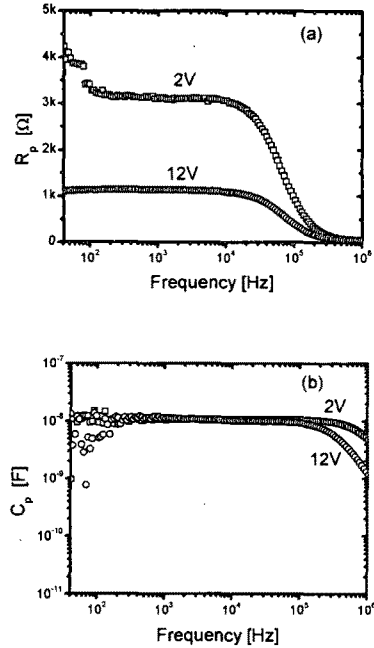 (a)
5k
4k
3k
2k
1k
0
R_p [Ω]
2V
12V
10^2 10^3 10^4 10^5 10^6
Frequency [Hz]
(b)
10^-7
10^-8
10^-9
10^-10
10^-11
C_p [F]
2V
12V
10^2 10^3 10^4 10^5 10^6
Frequency [Hz]